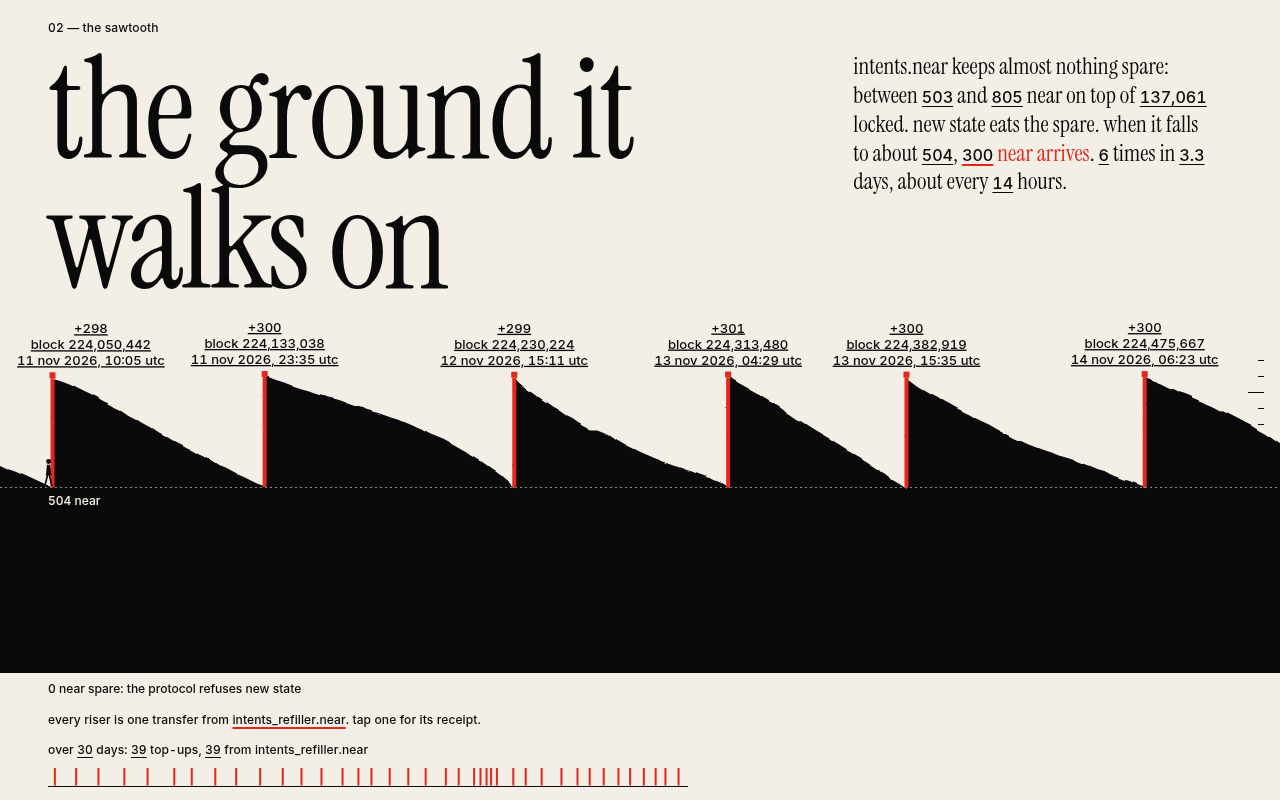 02 — the sawtooth
the ground it
walks on
intents.near keeps almost nothing spare:
between 503 and 805 near on top of 137,061
locked. new state eats the spare. when it falls
to about 504, 300 near arrives. 6 times in 3.3
days, about every 14 hours.
+298
block 224,050,442
11 nov 2026, 10:05 utc
+300
block 224,133,038
11 nov 2026, 23:35 utc
+299
block 224,230,224
12 nov 2026, 15:11 utc
+301
block 224,313,480
13 nov 2026, 04:29 utc
+300
block 224,382,919
13 nov 2026, 15:35 utc
+300
block 224,475,667
14 nov 2026, 06:23 utc
504 near
0 near spare: the protocol refuses new state
every riser is one transfer from intents_refiller.near. tap one for its receipt.
over 30 days: 39 top-ups, 39 from intents_refiller.near